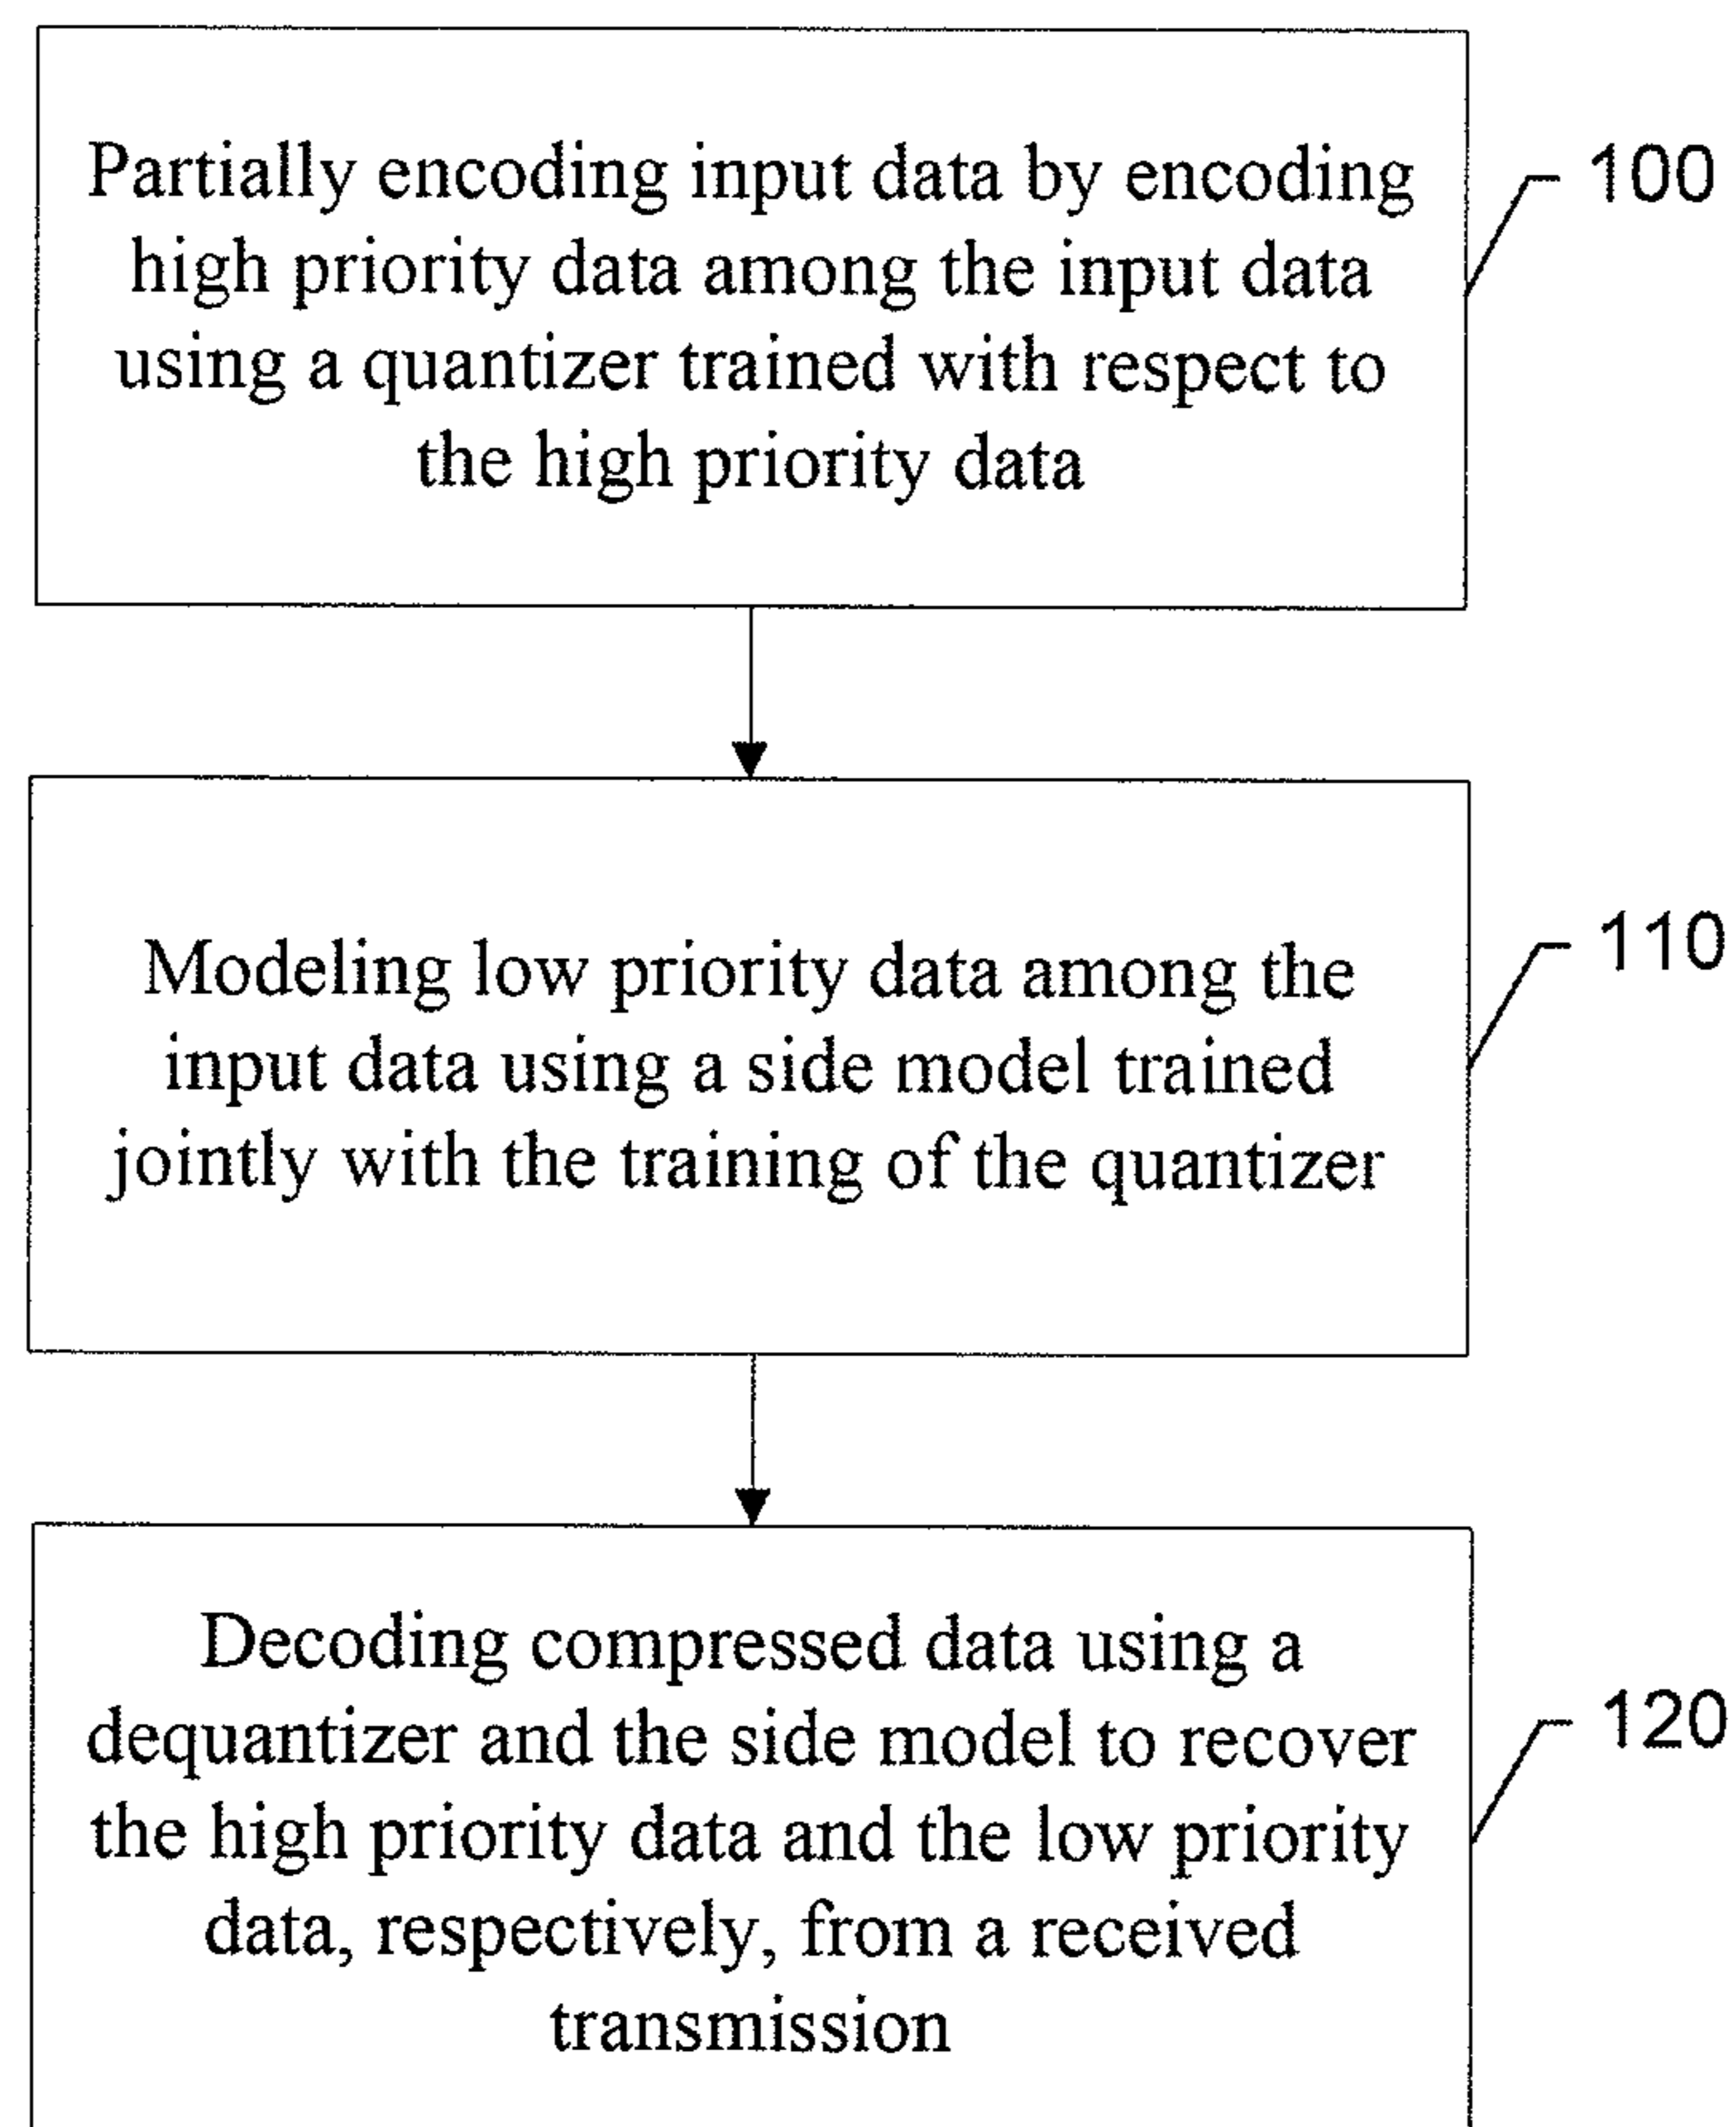 Partially encoding input data by encoding
high priority data among the input data
using a quantizer trained with respect to
the high priority data
100
Modeling low priority data among the
input data using a side model trained
jointly with the training of the quantizer
110
Decoding compressed data using a
dequantizer and the side model to recover
the high priority data and the low priority
data, respectively, from a received
transmission
120